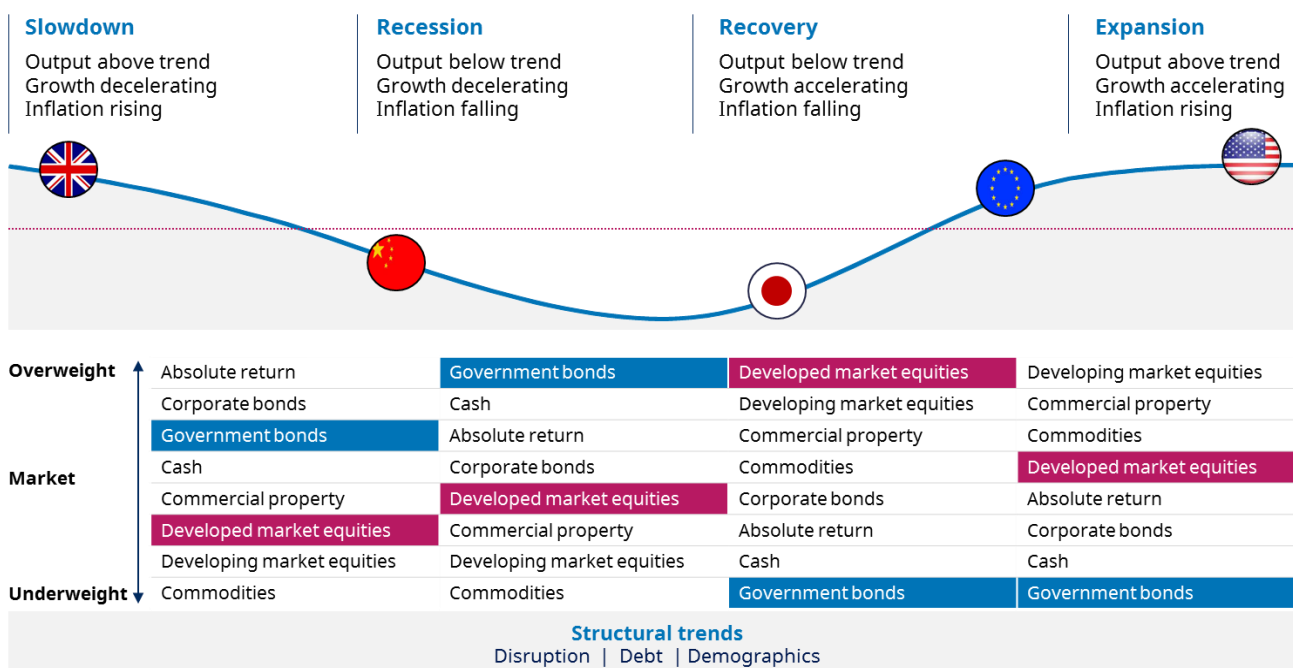 Slowdown
Output above trend
Growth decelerating
Inflation rising
Recession
Output below trend
Growth decelerating
Inflation falling
Recovery
Output below trend
Growth accelerating
Inflation falling
Expansion
Output above trend
Growth accelerating
Inflation rising
Overweight
Market
Underweight
Absolute return
Corporate bonds
Government bonds
Cash
Commercial property
Developed market equities
Developing market equities
Commodities
Government bonds
Cash
Absolute return
Corporate bonds
Developed market equities
Commercial property
Developing market equities
Commodities
Developed market equities
Developing market equities
Commercial property
Commodities
Corporate bonds
Absolute return
Cash
Government bonds
Developing market equities
Commercial property
Commodities
Developed market equities
Absolute return
Corporate bonds
Cash
Government bonds
Structural trends
Disruption | Debt | Demographics